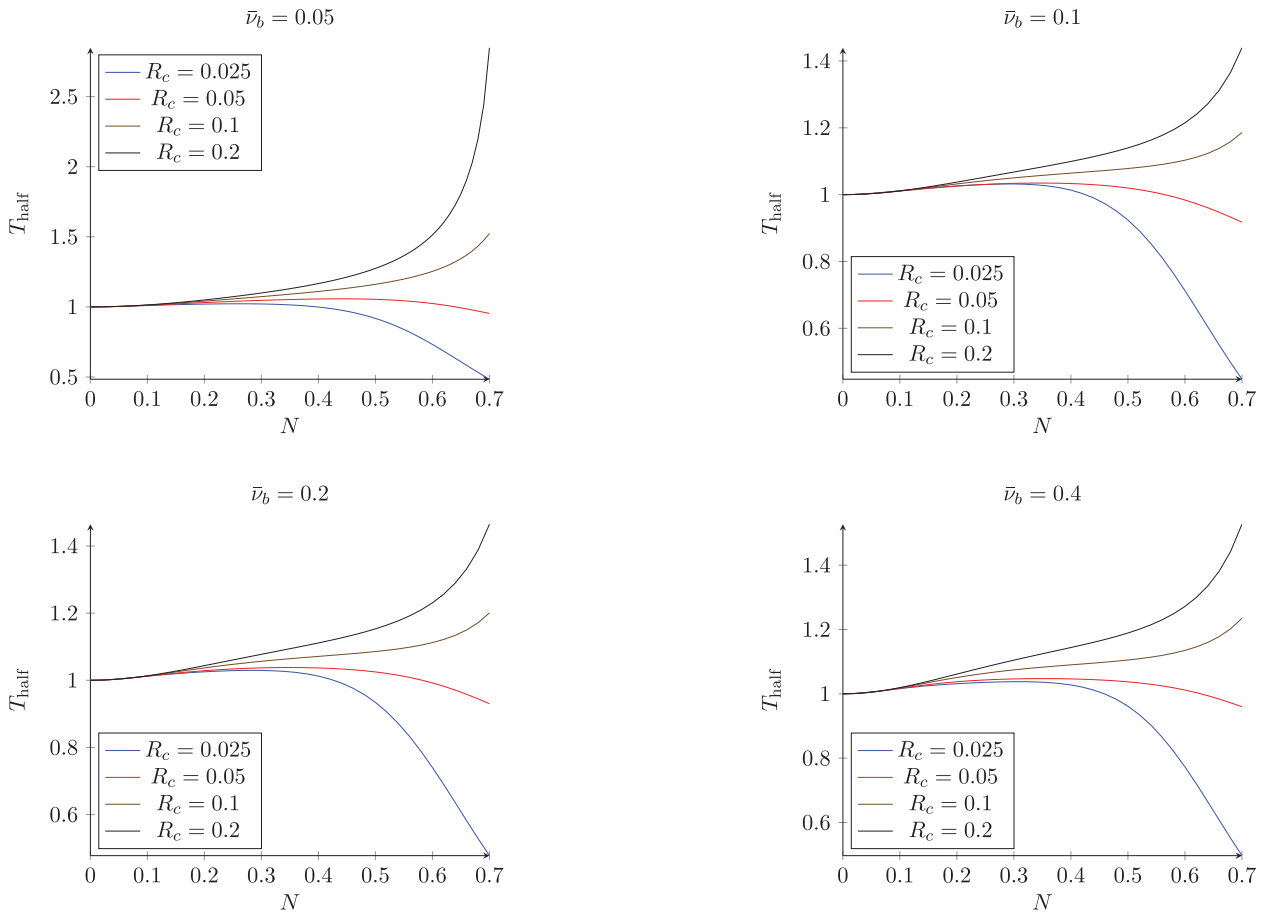 ν̄_b = 0.05
R_c = 0.025
R_c = 0.05
R_c = 0.1
R_c = 0.2
T_half
2.5
2
1.5
1
0.5
0 0.1 0.2 0.3 0.4 0.5 0.6 0.7
N
ν̄_b = 0.1
T_half
1.4
1.2
1
0.8
0.6
R_c = 0.025
R_c = 0.05
R_c = 0.1
R_c = 0.2
0 0.1 0.2 0.3 0.4 0.5 0.6 0.7
N
ν̄_b = 0.2
T_half
1.4
1.2
1
0.8
0.6
R_c = 0.025
R_c = 0.05
R_c = 0.1
R_c = 0.2
0 0.1 0.2 0.3 0.4 0.5 0.6 0.7
N
ν̄_b = 0.4
T_half
1.4
1.2
1
0.8
0.6
R_c = 0.025
R_c = 0.05
R_c = 0.1
R_c = 0.2
0 0.1 0.2 0.3 0.4 0.5 0.6 0.7
N